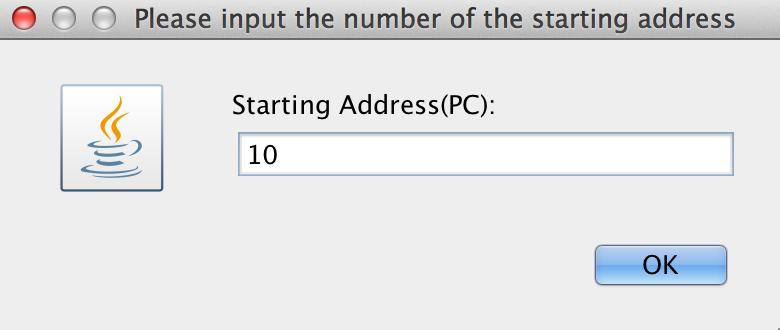 Please input the number of the starting address
Starting Address(PC):
10
OK